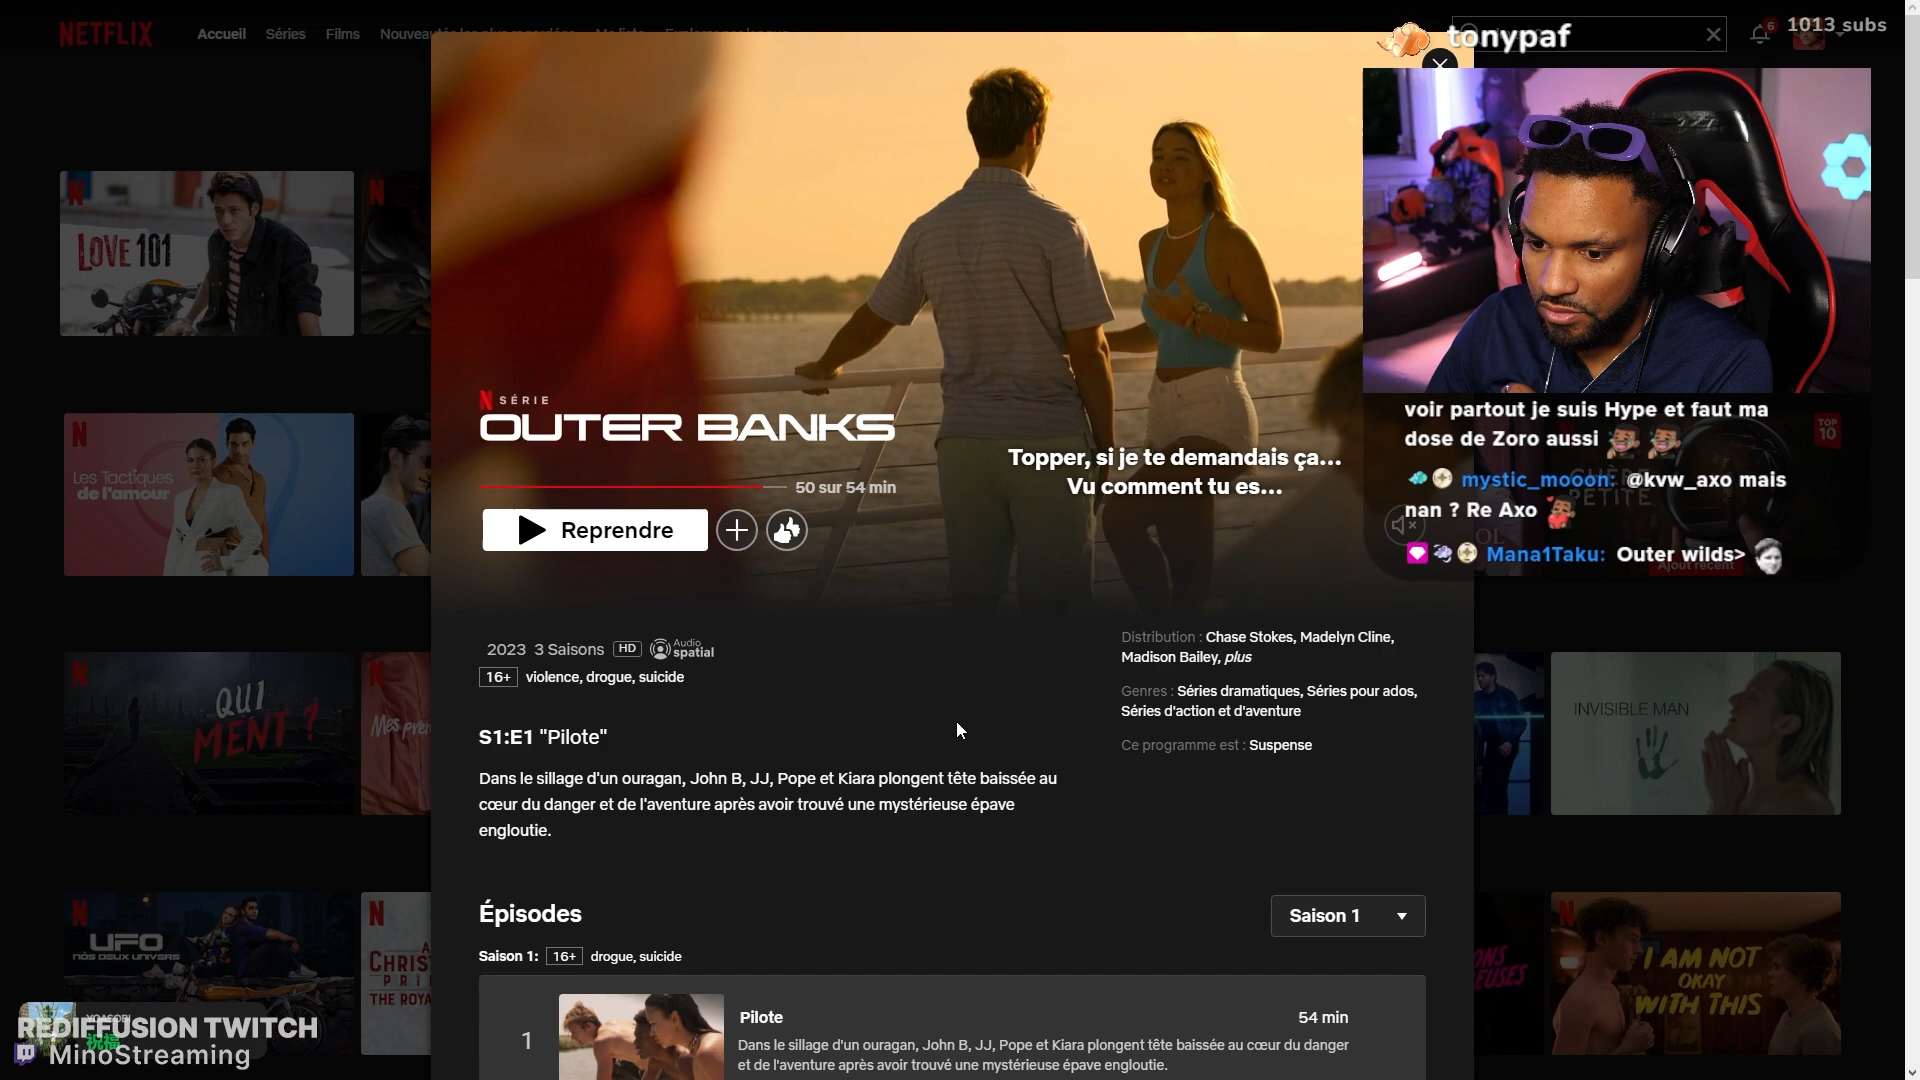 NETFLIX
Accueil
Séries
Films
tonypaf
6
1013 subs
LOVE 101
SÉRIE
OUTER BANKS
50 sur 54 min
Topper, si je te demandais ça...
Vu comment tu es...
Reprendre
voir partout je suis Hype et faut ma
dose de Zoro aussi
mystic_mooon: @kvw_axo mais
nan ? Re Axo
Mana1Taku: Outer wilds>
TOP
10
Ajout récent
Les Tactiques
de l'amour
2023 3 Saisons HD Audio
spatial
16+ violence, drogue, suicide
Distribution : Chase Stokes, Madelyn Cline,
Madison Bailey, plus
Genres : Séries dramatiques, Séries pour ados,
Séries d'action et d'aventure
Ce programme est : Suspense
QUI
MENT ?
INVISIBLE MAN
S1:E1 "Pilote"
Dans le sillage d'un ouragan, John B, JJ, Pope et Kiara plongent tête baissée au
cœur du danger et de l'aventure après avoir trouvé une mystérieuse épave
engloutie.
Épisodes
Saison 1
Saison 1: 16+ drogue, suicide
UFO
I AM NOT
OKAY
WITH THIS
1
Pilote
54 min
Dans le sillage d'un ouragan, John B, JJ, Pope et Kiara plongent tête baissée au cœur du danger
et de l'aventure après avoir trouvé une mystérieuse épave engloutie.
REDIFFUSION TWITCH
MinoStreaming